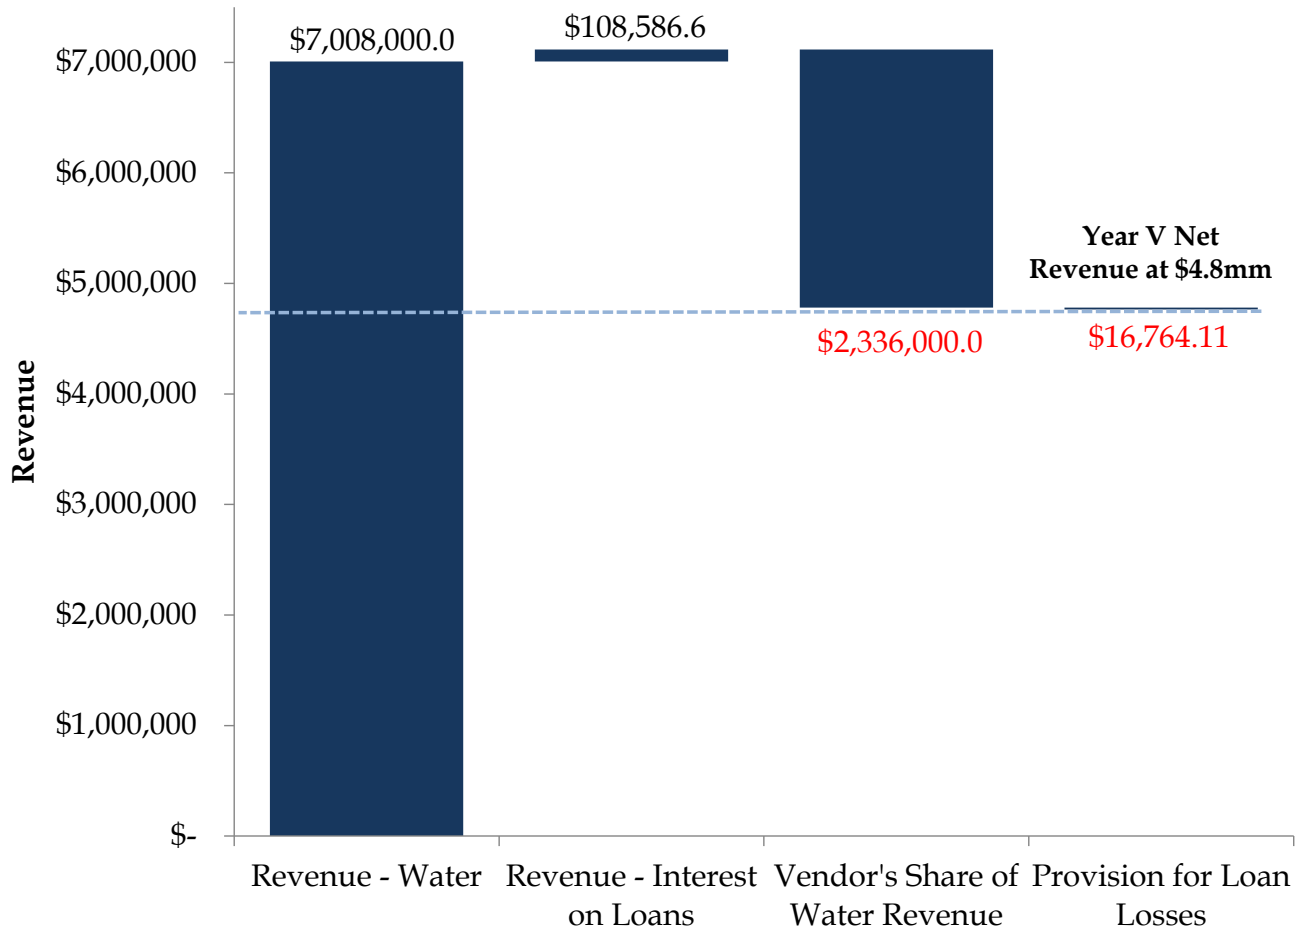 $7,008,000.0
$108,586.6
$7,000,000
$6,000,000
Year V Net
Revenue at $4.8mm
$5,000,000
$2,336,000.0
$16,764.11
$4,000,000
Revenue
$3,000,000
$2,000,000
$1,000,000
$-
Revenue - Water
Revenue - Interest
on Loans
Vendor's Share of
Water Revenue
Provision for Loan
Losses